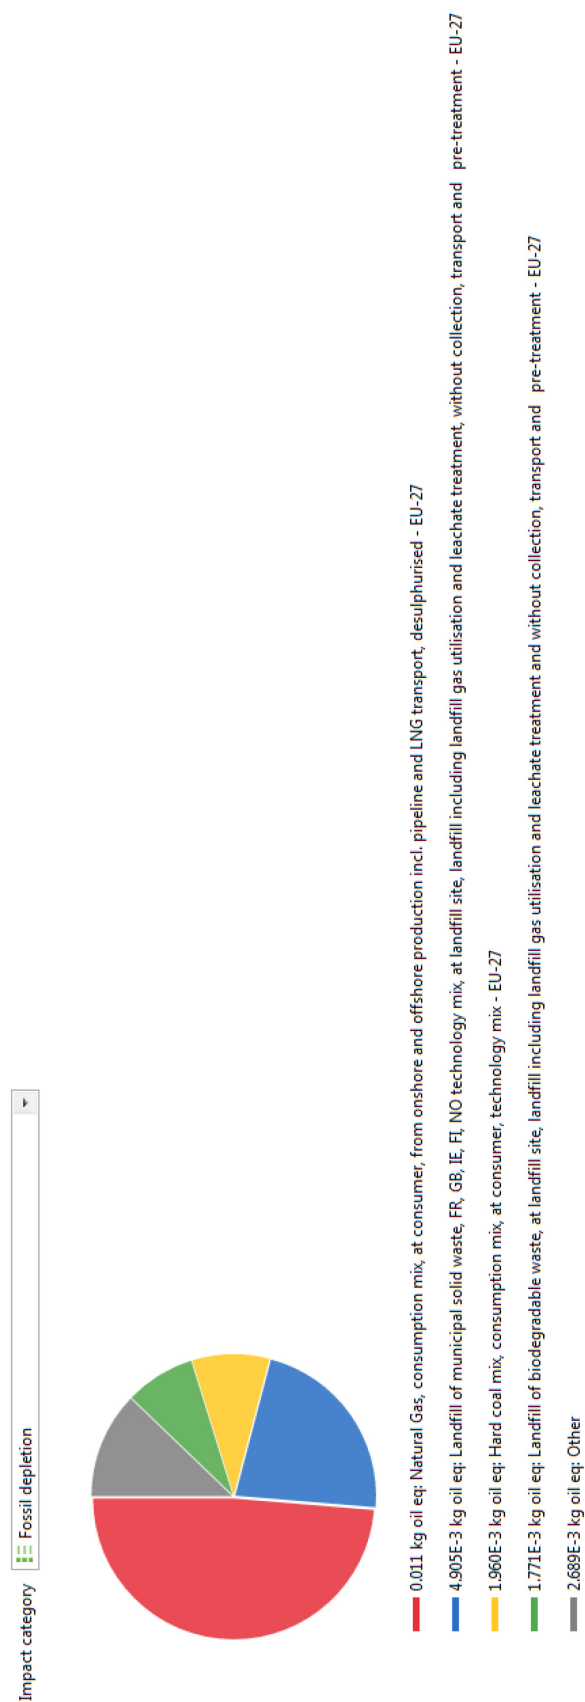 Impact category
Fossil depletion
0.011 kg oil eq: Natural Gas, consumption mix, at consumer, from onshore and offshore production incl. pipeline and LNG transport, desulphurised - EU-27
4.905E-3 kg oil eq: Landfill of municipal solid waste, FR, GB, IE, FI, NO technology mix, at landfill site, landfill including landfill gas utilisation and leachate treatment, without collection, transport and pre-treatment - EU-27
1.960E-3 kg oil eq: Hard coal mix, consumption mix, at consumer, technology mix - EU-27
1.771E-3 kg oil eq: Landfill of biodegradable waste, at landfill site, landfill including landfill gas utilisation and leachate treatment and without collection, transport and pre-treatment - EU-27
2.689E-3 kg oil eq: Other